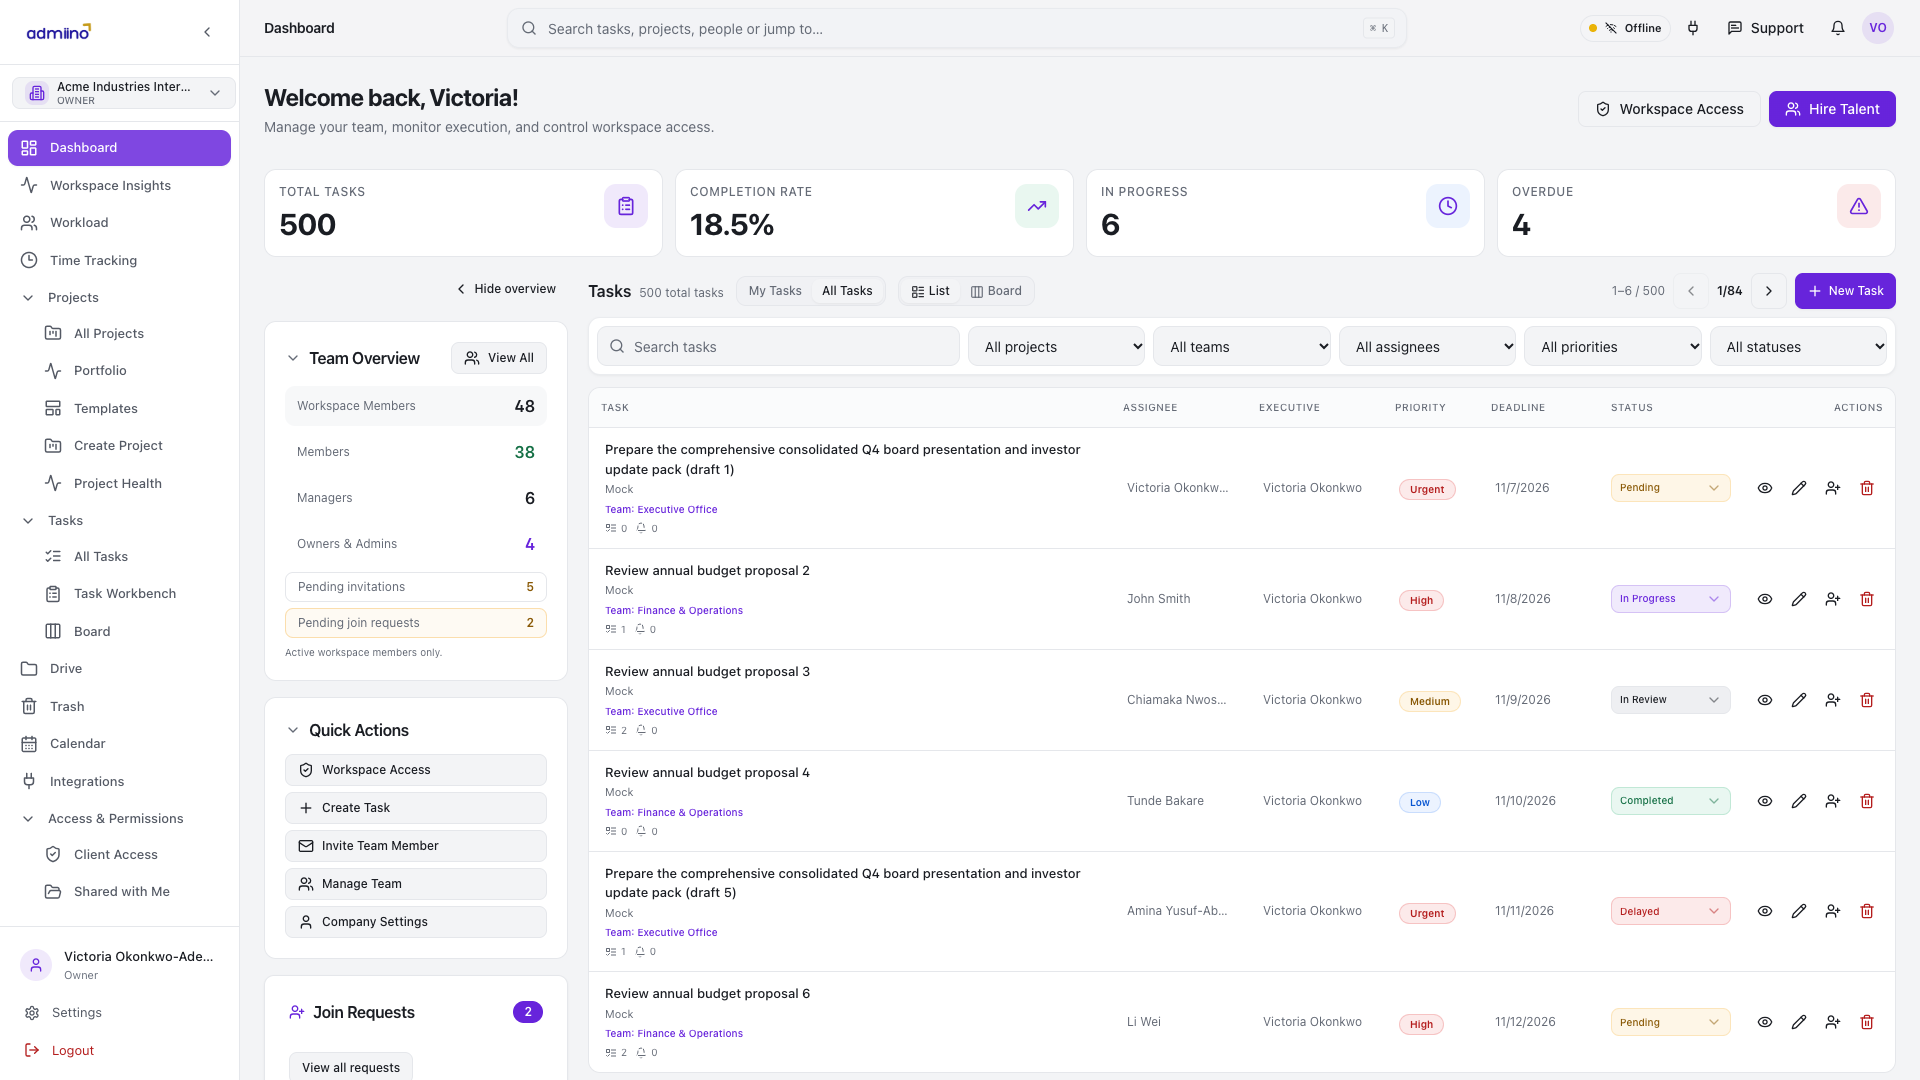 admiino
Acme Industries Inter...
OWNER
Dashboard
Workspace Insights
Workload
Time Tracking
Projects
All Projects
Portfolio
Templates
Create Project
Project Health
Tasks
All Tasks
Task Workbench
Board
Drive
Trash
Calendar
Integrations
Access & Permissions
Client Access
Shared with Me
Victoria Okonkwo-Ade...
Owner
Settings
Logout
Dashboard
Search tasks, projects, people or jump to...
⌘ K
Offline
Support
VO
Welcome back, Victoria!
Manage your team, monitor execution, and control workspace access.
Workspace Access
Hire Talent
TOTAL TASKS
500
COMPLETION RATE
18.5%
IN PROGRESS
6
OVERDUE
4
Hide overview
Team Overview
View All
Workspace Members 48
Members 38
Managers 6
Owners & Admins 4
Pending invitations 5
Pending join requests 2
Active workspace members only.
Quick Actions
Workspace Access
Create Task
Invite Team Member
Manage Team
Company Settings
Join Requests 2
View all requests
Tasks 500 total tasks
My Tasks All Tasks
List Board
1–6 / 500
1/84
New Task
Search tasks
All projects
All teams
All assignees
All priorities
All statuses
TASK ASSIGNEE EXECUTIVE PRIORITY DEADLINE STATUS ACTIONS
Prepare the comprehensive consolidated Q4 board presentation and investor
update pack (draft 1)
Mock
Team: Executive Office
0 0
Victoria Okonkw... Victoria Okonkwo Urgent 11/7/2026 Pending
Review annual budget proposal 2
Mock
Team: Finance & Operations
1 0
John Smith Victoria Okonkwo High 11/8/2026 In Progress
Review annual budget proposal 3
Mock
Team: Executive Office
2 0
Chiamaka Nwos... Victoria Okonkwo Medium 11/9/2026 In Review
Review annual budget proposal 4
Mock
Team: Finance & Operations
0 0
Tunde Bakare Victoria Okonkwo Low 11/10/2026 Completed
Prepare the comprehensive consolidated Q4 board presentation and investor
update pack (draft 5)
Mock
Team: Executive Office
1 0
Amina Yusuf-Ab... Victoria Okonkwo Urgent 11/11/2026 Delayed
Review annual budget proposal 6
Mock
Team: Finance & Operations
2 0
Li Wei Victoria Okonkwo High 11/12/2026 Pending